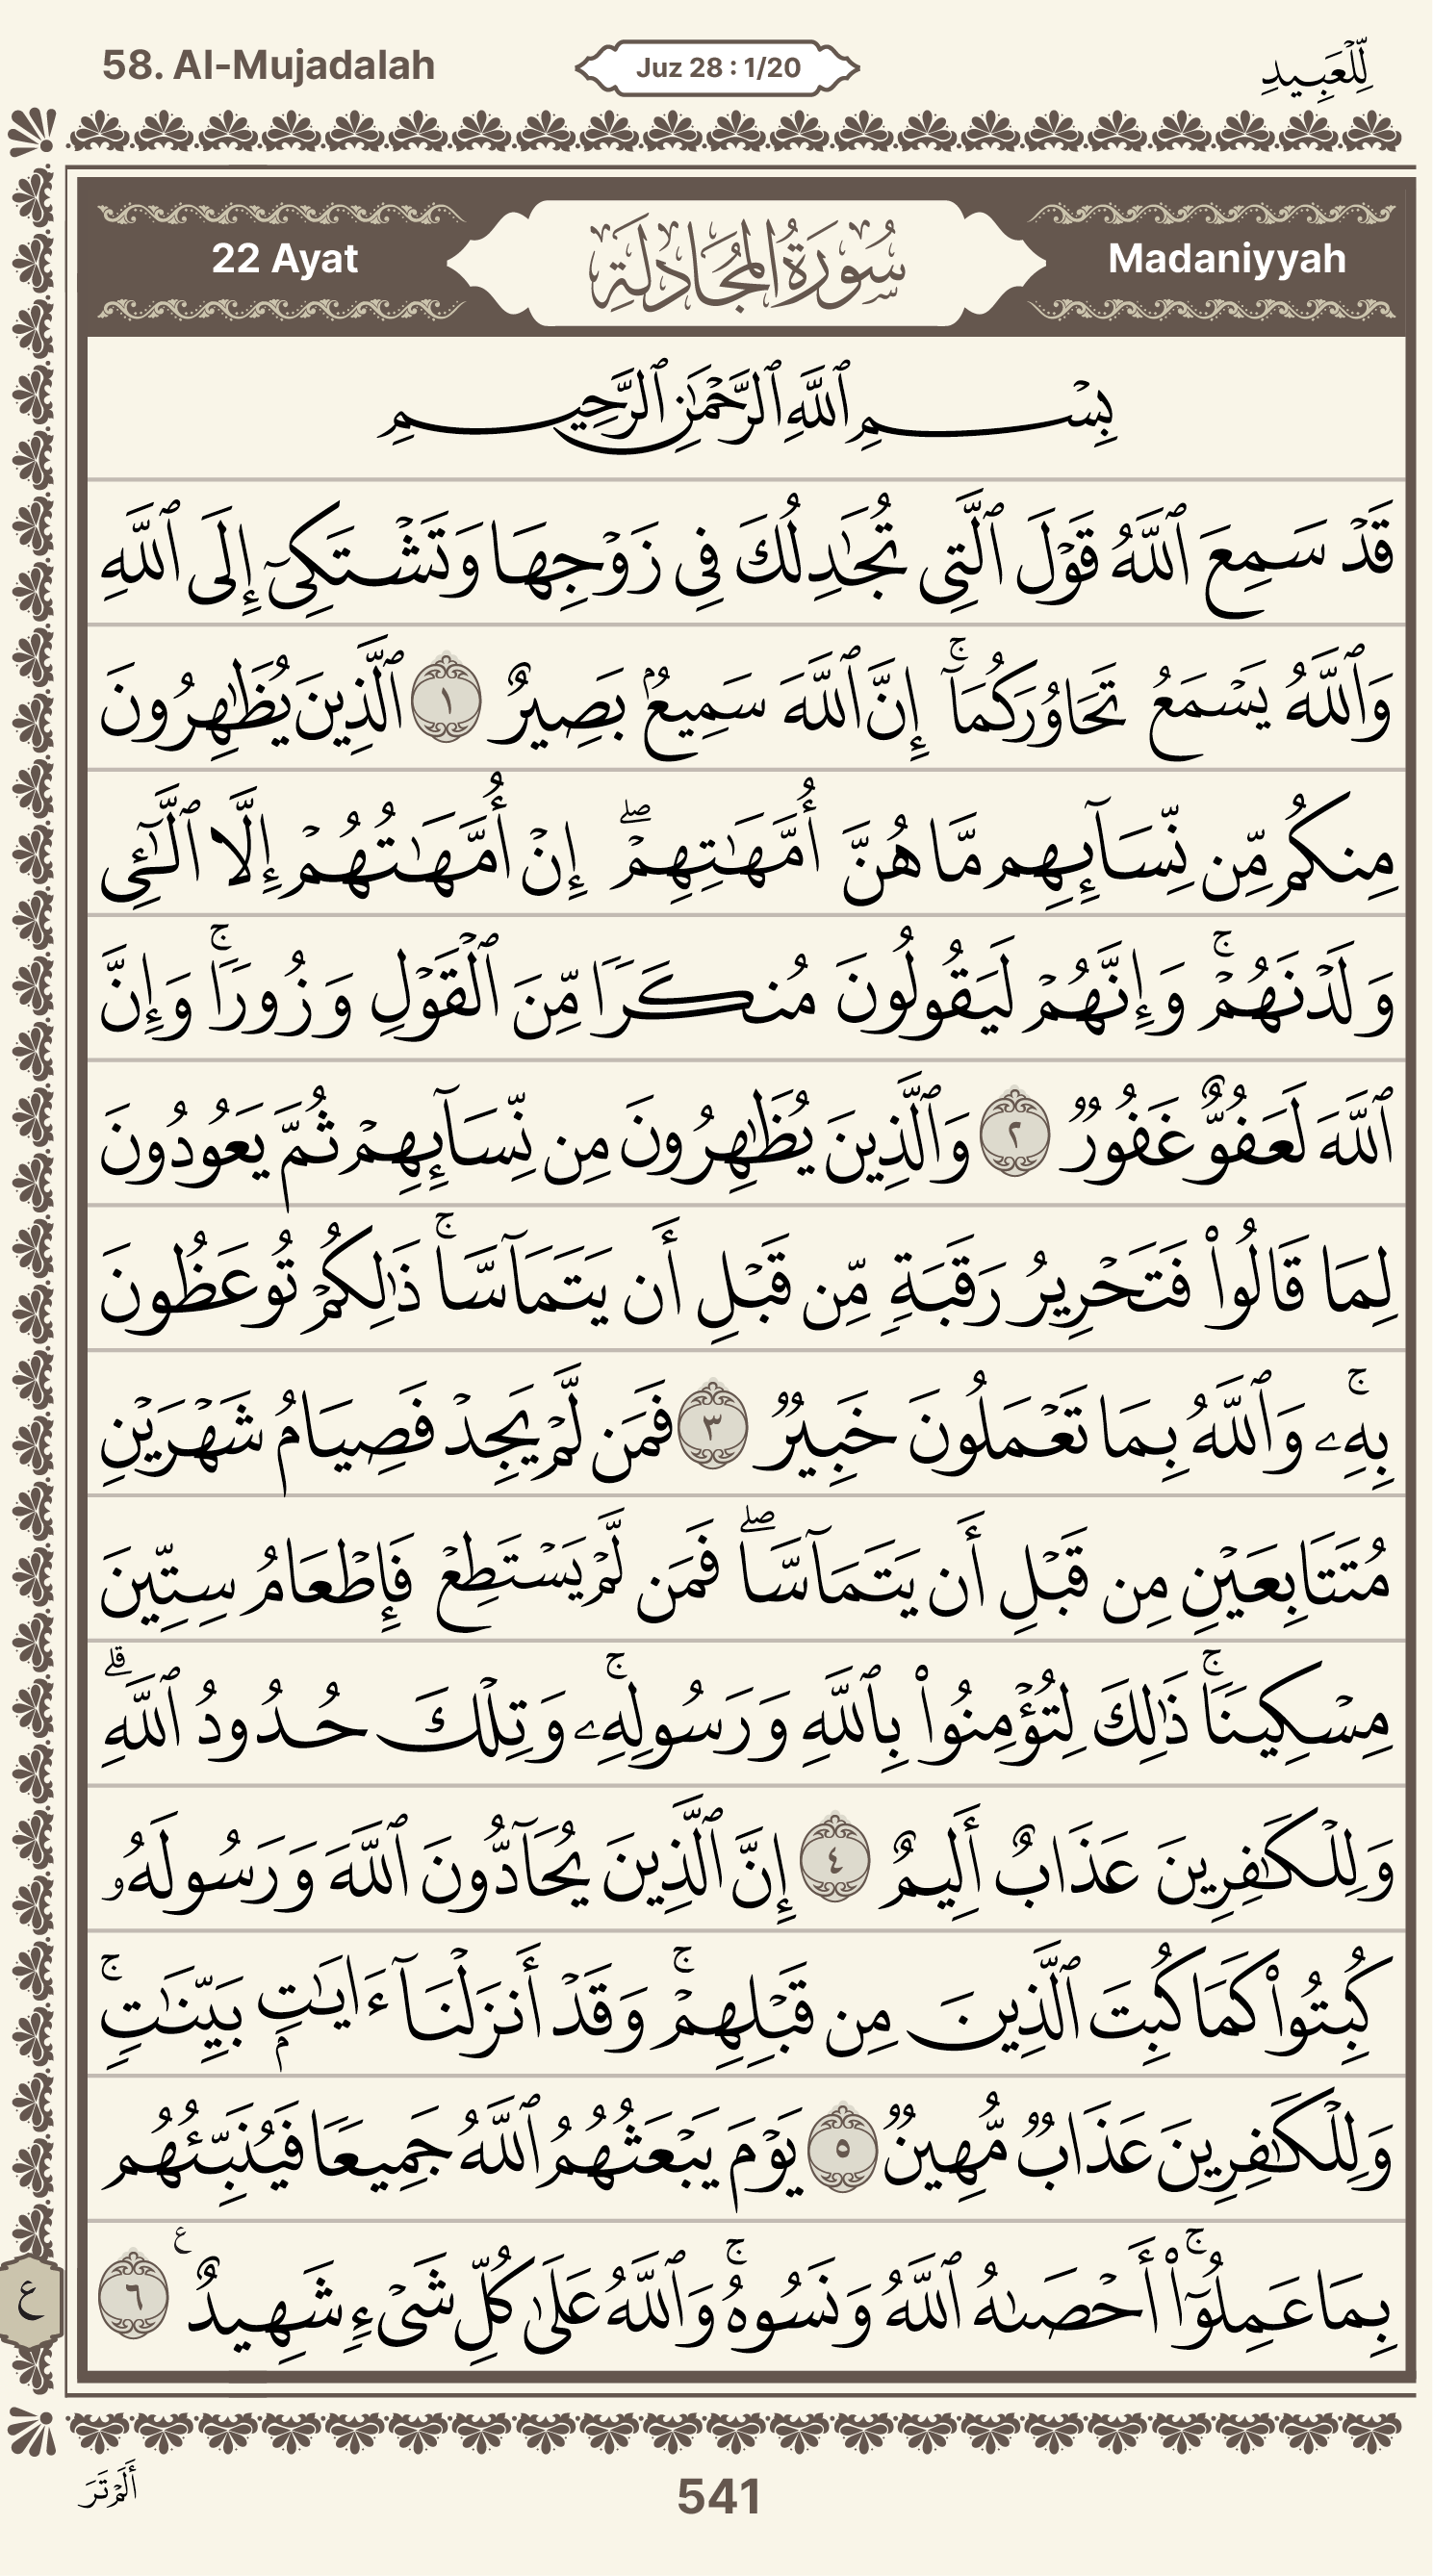 58. Al-Mujadalah
Juz 28 : 1/20
لِّلْعَبِيدِ
22 Ayat
سُورَةُ المُجَادلَةِ
Madaniyyah
بِسْمِ ٱللَّهِ ٱلرَّحْمَٰنِ ٱلرَّحِيمِ
قَدْ سَمِعَ ٱللَّهُ قَوْلَ ٱلَّتِى تُجَٰدِلُكَ فِى زَوْجِهَا وَتَشْتَكِىٓ إِلَى ٱللَّهِ
وَٱللَّهُ يَسْمَعُ تَحَاوُرَكُمَآ ۚ إِنَّ ٱللَّهَ سَمِيعٌۢ بَصِيرٌ ١ ٱلَّذِينَ يُظَٰهِرُونَ
مِنكُم مِّن نِّسَآئِهِم مَّا هُنَّ أُمَّهَٰتِهِمْ ۖ إِنْ أُمَّهَٰتُهُمْ إِلَّا ٱلَّٰٓـِٔى
وَلَدْنَهُمْ ۚ وَإِنَّهُمْ لَيَقُولُونَ مُنكَرًا مِّنَ ٱلْقَوْلِ وَزُورًا ۚ وَإِنَّ
ٱللَّهَ لَعَفُوٌّ غَفُورٌ ٢ وَٱلَّذِينَ يُظَٰهِرُونَ مِن نِّسَآئِهِمْ ثُمَّ يَعُودُونَ
لِمَا قَالُوا۟ فَتَحْرِيرُ رَقَبَةٍ مِّن قَبْلِ أَن يَتَمَآسَّا ۚ ذَٰلِكُمْ تُوعَظُونَ
بِهِۦ ۚ وَٱللَّهُ بِمَا تَعْمَلُونَ خَبِيرٌ ٣ فَمَن لَّمْ يَجِدْ فَصِيَامُ شَهْرَيْنِ
مُتَتَابِعَيْنِ مِن قَبْلِ أَن يَتَمَآسَّا ۖ فَمَن لَّمْ يَسْتَطِعْ فَإِطْعَامُ سِتِّينَ
مِسْكِينًا ۚ ذَٰلِكَ لِتُؤْمِنُوا۟ بِٱللَّهِ وَرَسُولِهِۦ ۚ وَتِلْكَ حُدُودُ ٱللَّهِ ۗ
وَلِلْكَٰفِرِينَ عَذَابٌ أَلِيمٌ ٤ إِنَّ ٱلَّذِينَ يُحَآدُّونَ ٱللَّهَ وَرَسُولَهُۥ
كُبِتُوا۟ كَمَا كُبِتَ ٱلَّذِينَ مِن قَبْلِهِمْ ۚ وَقَدْ أَنزَلْنَآ ءَايَٰتٍۭ بَيِّنَٰتٍ ۚ
وَلِلْكَٰفِرِينَ عَذَابٌ مُّهِينٌ ٥ يَوْمَ يَبْعَثُهُمُ ٱللَّهُ جَمِيعًا فَيُنَبِّئُهُم
بِمَا عَمِلُوٓا۟ ۚ أَحْصَىٰهُ ٱللَّهُ وَنَسُوهُ ۚ وَٱللَّهُ عَلَىٰ كُلِّ شَىْءٍ شَهِيدٌ ع ٦
ع
أَلَمْ تَرَ
541